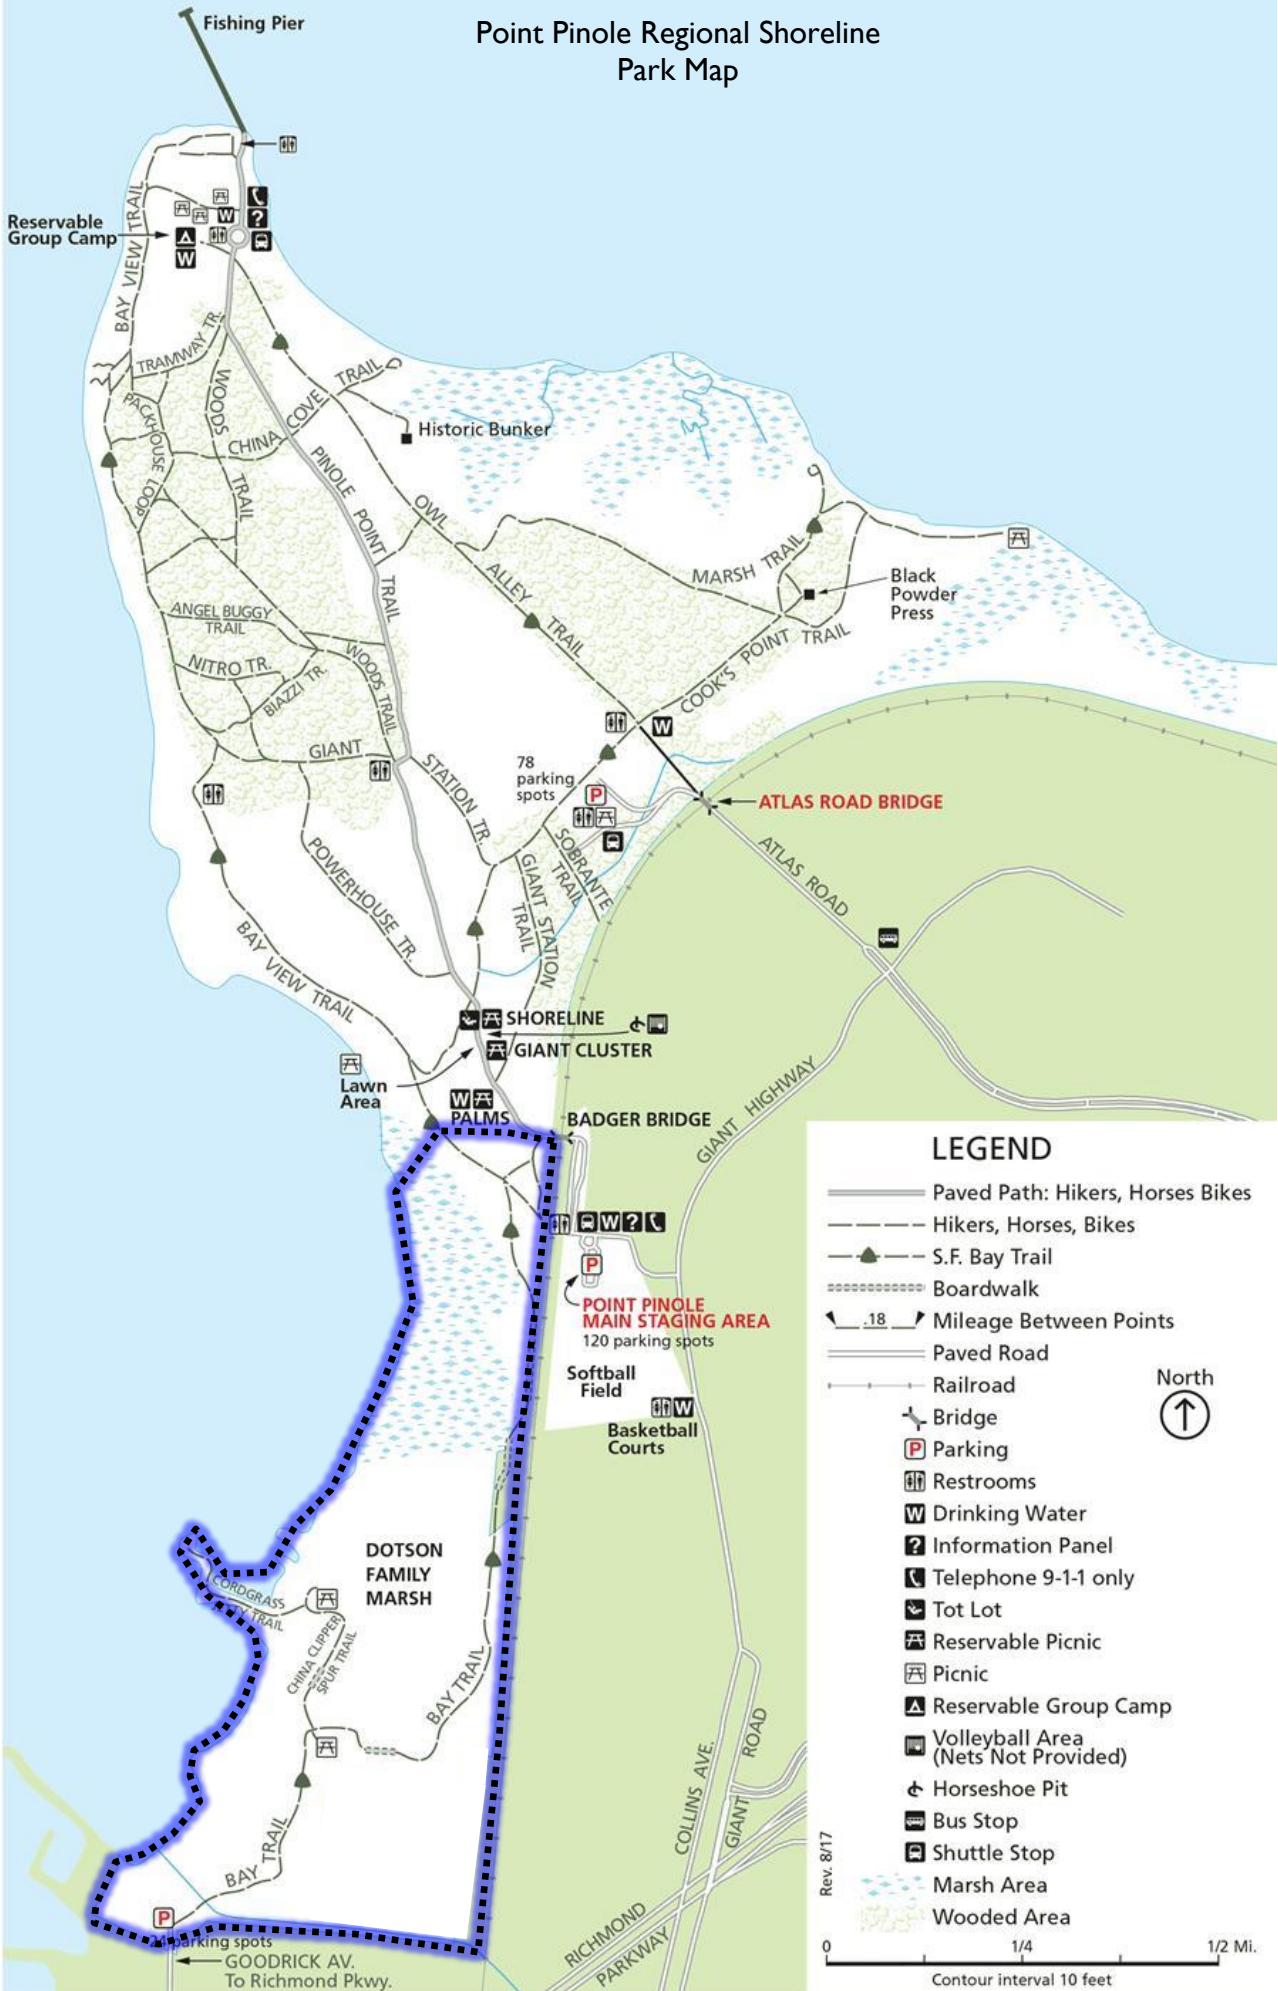 Point Pinole Regional Shoreline
Park Map
Fishing Pier
Reservable
Group Camp
W
?
W
BAY VIEW TRAIL
TRAMWAY TR.
WOODS
TRAIL
PACKHOUSE LOOP
CHINA COVE TRAIL
Historic Bunker
PINOLE POINT
TRAIL
OWL
ALLEY
TRAIL
MARSH TRAIL
Black
Powder
Press
COOK'S POINT TRAIL
ANGEL BUGGY
TRAIL
NITRO TR.
BIAZZI TR.
WOODS TRAIL
W
GIANT
STATION TR.
78
parking
spots
P
ATLAS ROAD BRIDGE
ATLAS ROAD
SOBRANTE
TRAIL
GIANT STATION
TRAIL
POWERHOUSE TR.
BAY VIEW TRAIL
SHORELINE
GIANT CLUSTER
Lawn
Area
W
PALMS
BADGER BRIDGE
GIANT HIGHWAY
W ?
P
POINT PINOLE
MAIN STAGING AREA
120 parking spots
Softball
Field
W
Basketball
Courts
DOTSON
FAMILY
MARSH
CORDGRASS
TRAIL
CHINA CLIPPER
SPUR TRAIL
BAY TRAIL
BAY TRAIL
P
24 parking spots
GOODRICK AV.
To Richmond Pkwy.
COLLINS AVE.
GIANT ROAD
RICHMOND
PARKWAY
LEGEND
Paved Path: Hikers, Horses Bikes
Hikers, Horses, Bikes
S.F. Bay Trail
Boardwalk
.18 Mileage Between Points
Paved Road
Railroad
North
Bridge
P Parking
Restrooms
W Drinking Water
? Information Panel
Telephone 9-1-1 only
Tot Lot
Reservable Picnic
Picnic
Reservable Group Camp
Volleyball Area
(Nets Not Provided)
Horseshoe Pit
Bus Stop
Shuttle Stop
Marsh Area
Wooded Area
Rev. 8/17
0 1/4 1/2 Mi.
Contour interval 10 feet